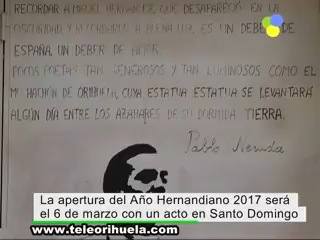 RECORDAR A MIGUEL HERNANDEZ, QUE DESAPARECIÓ EN LA
OSCURIDAD Y RECORDARLE A PLENA LUZ, ES UN DEBER DE
ESPAÑA, UN DEBER DE AMOR.
POCOS POETAS TAN GENEROSOS Y TAN LUMINOSOS COMO EL
MUCHACHÓN DE ORIHUELA, CUYA ESTATUA ESTATUA SE LEVANTARÁ
ALGÚN DÍA ENTRE LOS AZAHARES DE SU DORMIDA TIERRA.
Pablo Neruda
La apertura del Año Hernandiano 2017 será
el 6 de marzo con un acto en Santo Domingo
www.teleorihuela.com